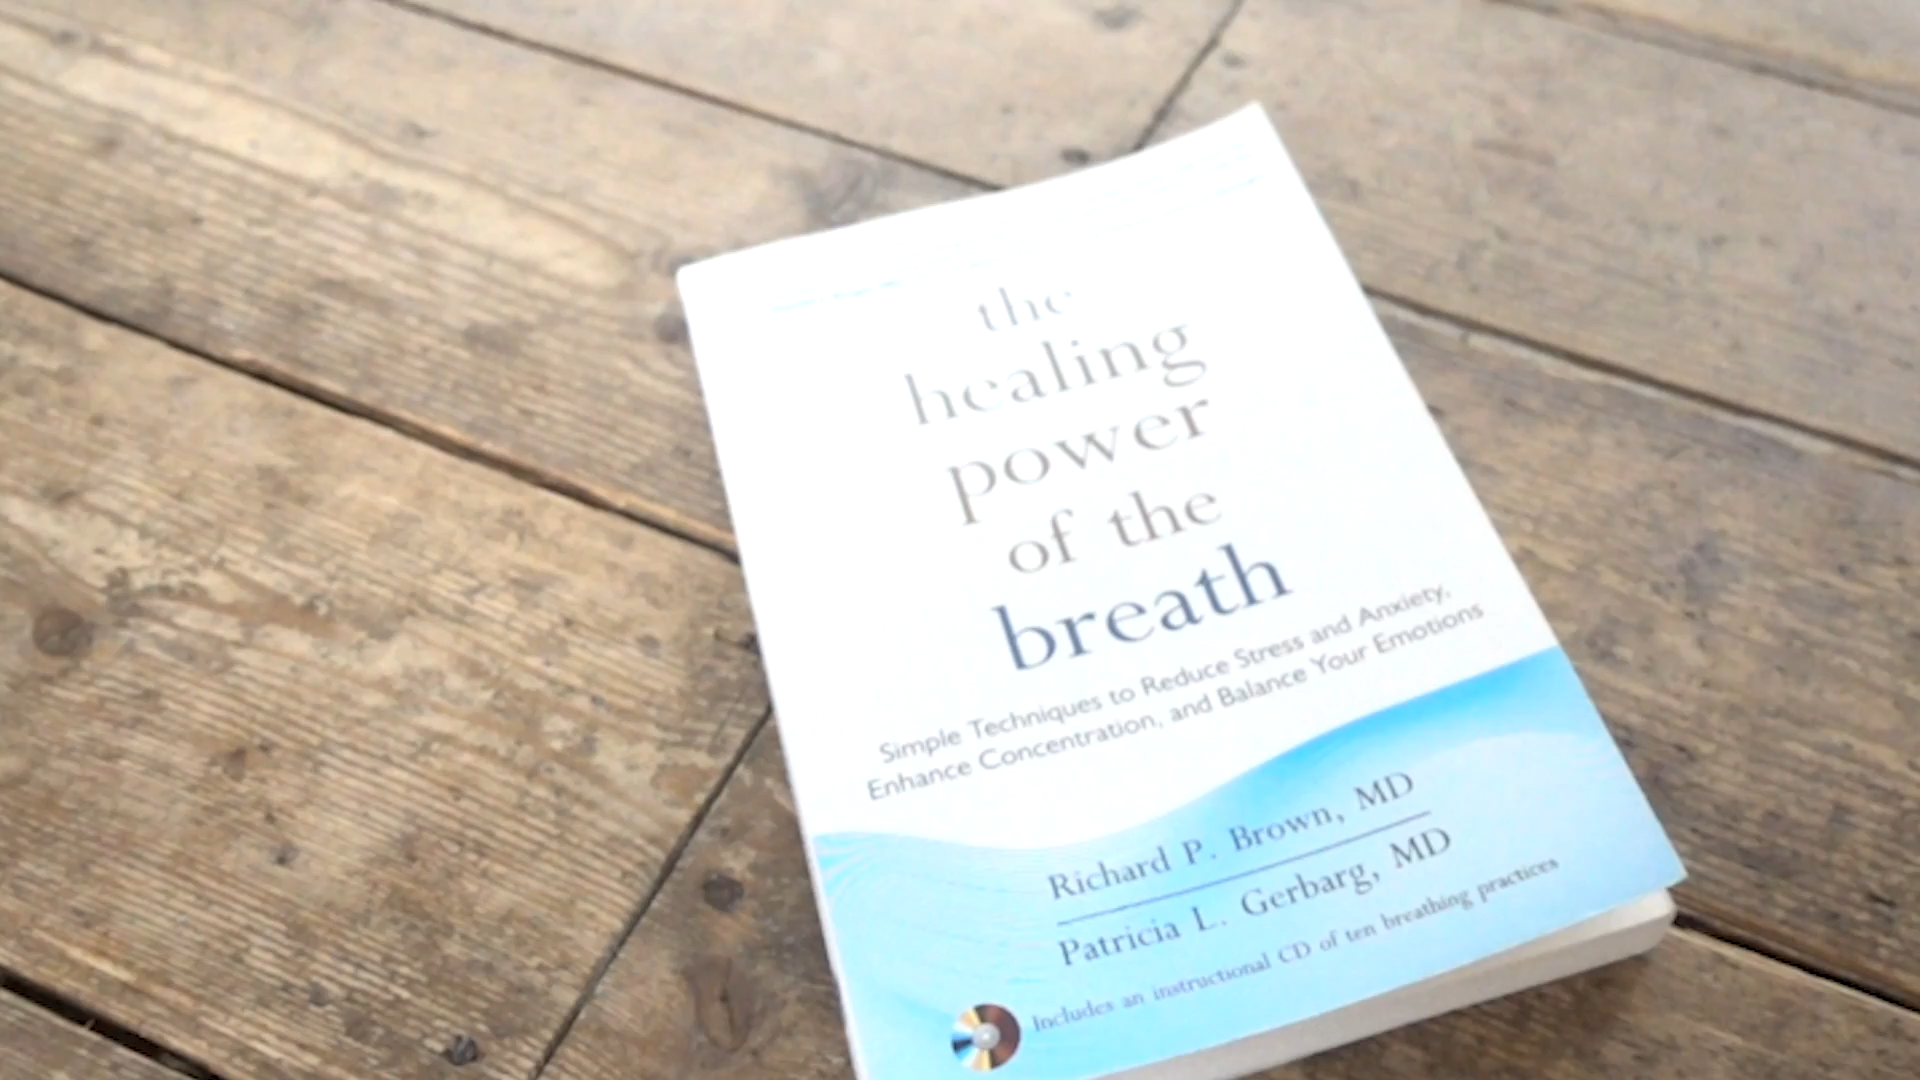 the
healing
power
of the
breath
Simple Techniques to Reduce Stress and Anxiety,
Enhance Concentration, and Balance Your Emotions
Richard P. Brown, MD
Patricia L. Gerbarg, MD
Includes an instructional CD of ten breathing practices